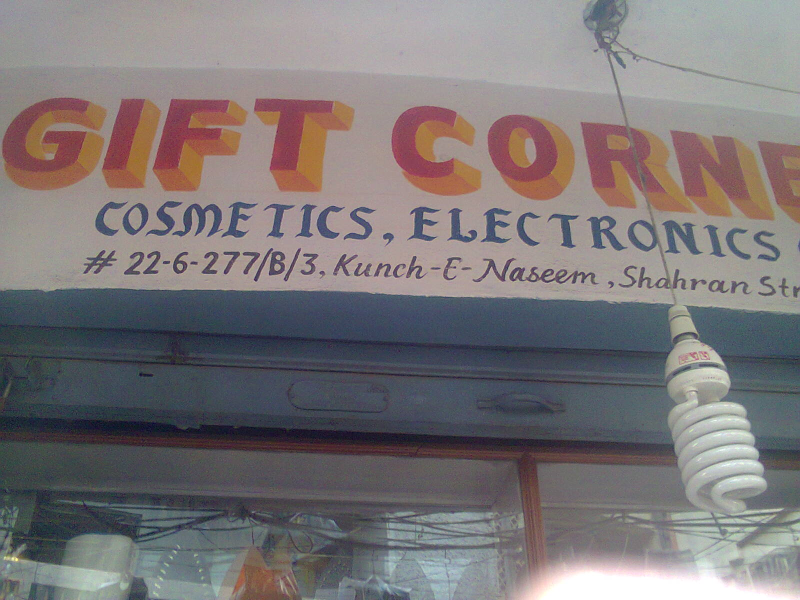 GIFT CORNE
COSMETICS, ELECTRONICS
# 22-6-277/B/3, Kunch-E-Naseem, Shahran Str